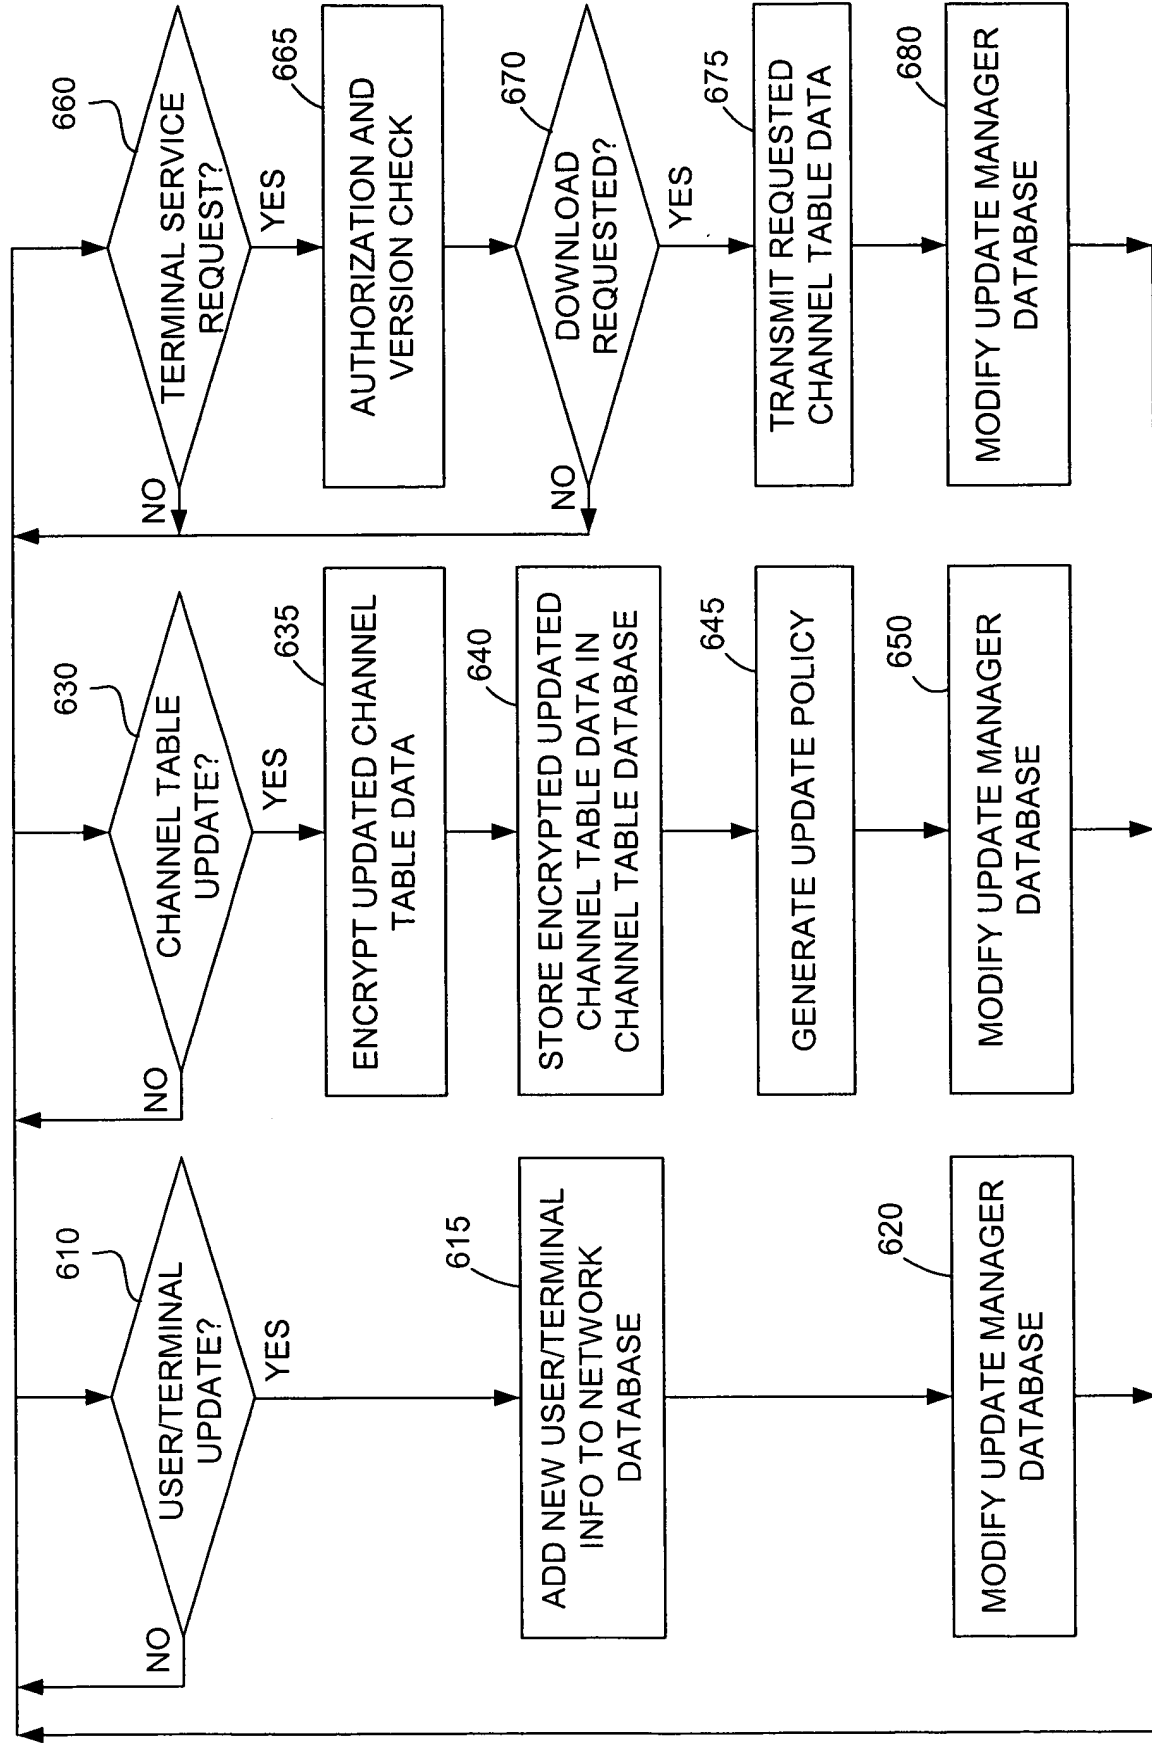 610
USER/TERMINAL
UPDATE?
NO
YES
615
ADD NEW USER/TERMINAL
INFO TO NETWORK
DATABASE
620
MODIFY UPDATE MANAGER
DATABASE
630
CHANNEL TABLE
UPDATE?
NO
YES
635
ENCRYPT UPDATED CHANNEL
TABLE DATA
640
STORE ENCRYPTED UPDATED
CHANNEL TABLE DATA IN
CHANNEL TABLE DATABASE
645
GENERATE UPDATE POLICY
650
MODIFY UPDATE MANAGER
DATABASE
660
TERMINAL SERVICE
REQUEST?
NO
YES
665
AUTHORIZATION AND
VERSION CHECK
670
DOWNLOAD
REQUESTED?
NO
YES
675
TRANSMIT REQUESTED
CHANNEL TABLE DATA
680
MODIFY UPDATE MANAGER
DATABASE